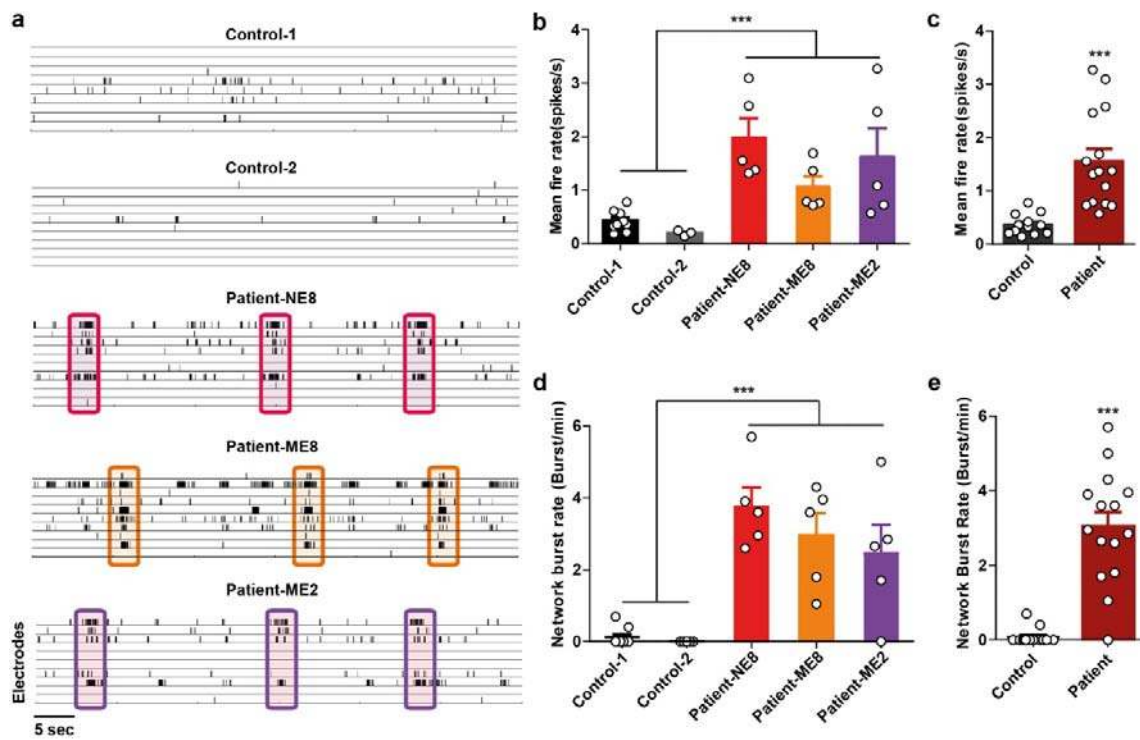 a
Control-1
Control-2
Patient-NE8
Patient-ME8
Patient-ME2
Electrodes
5 sec
b
***
Mean fire rate(spikes/s)
4
3
2
1
0
Control-1
Control-2
Patient-NE8
Patient-ME8
Patient-ME2
c
***
Mean fire rate(spikes/s)
4
3
2
1
0
Control
Patient
d
***
Network burst rate (Burst/min)
6
4
2
0
Control-1
Control-2
Patient-NE8
Patient-ME8
Patient-ME2
e
***
Network Burst Rate (Burst/min)
6
4
2
0
Control
Patient